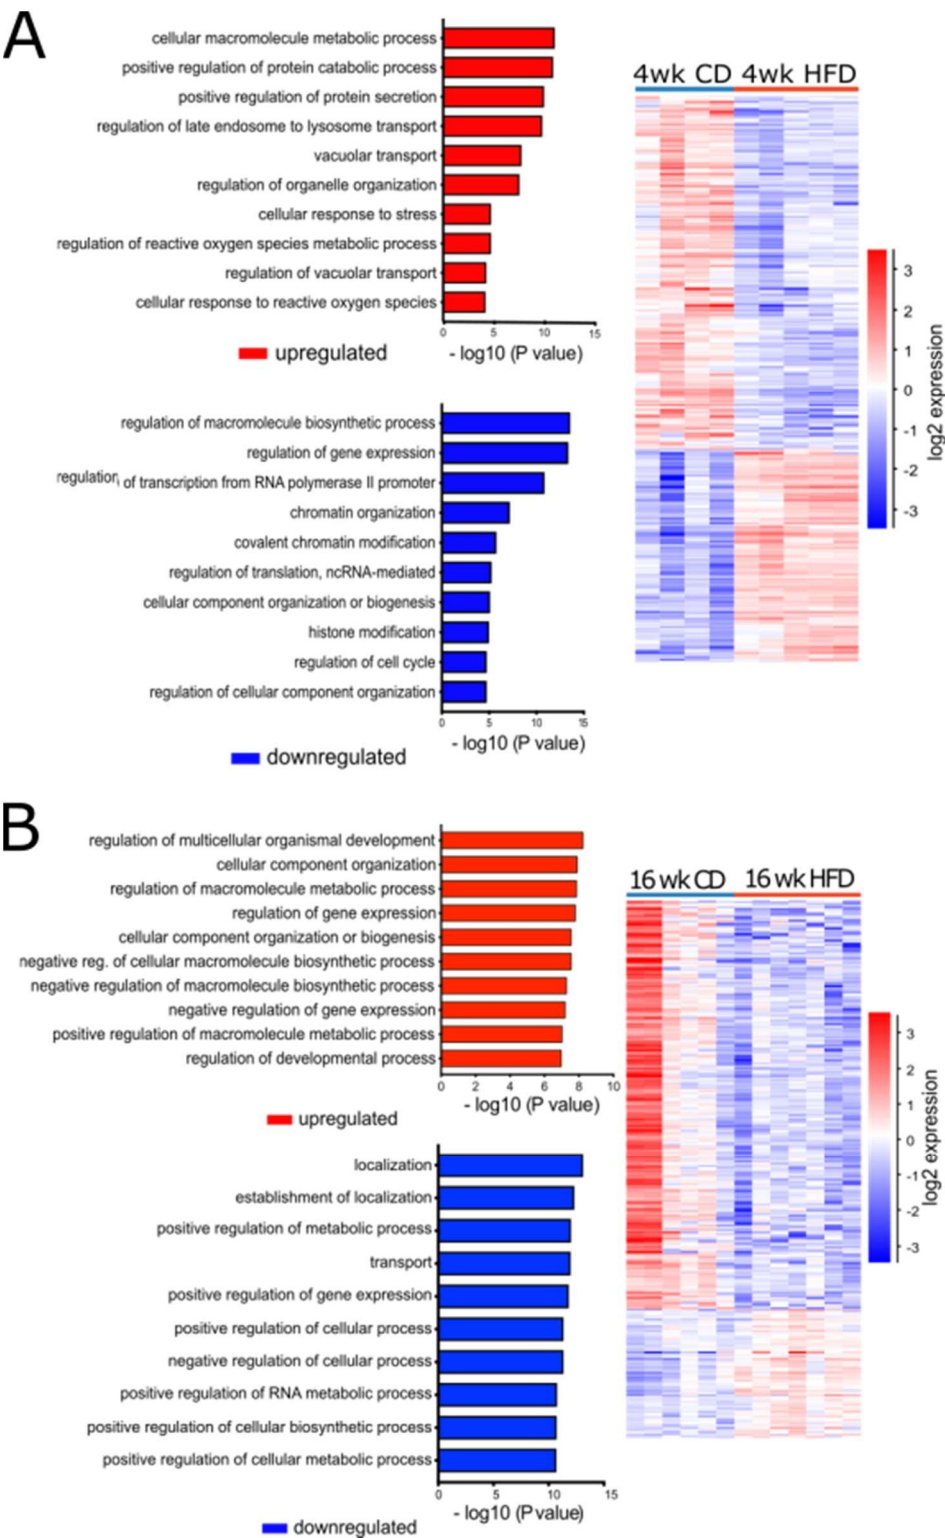 A
cellular macromolecule metabolic process
positive regulation of protein catabolic process
positive regulation of protein secretion
regulation of late endosome to lysosome transport
vacuolar transport
regulation of organelle organization
cellular response to stress
regulation of reactive oxygen species metabolic process
regulation of vacuolar transport
cellular response to reactive oxygen species
0 5 10 15
- log10 (P value)
upregulated
4wk CD 4wk HFD
3
2
1
0
-1
-2
-3
log2 expression
regulation of macromolecule biosynthetic process
regulation of gene expression
regulation of transcription from RNA polymerase II promoter
chromatin organization
covalent chromatin modification
regulation of translation, ncRNA-mediated
cellular component organization or biogenesis
histone modification
regulation of cell cycle
regulation of cellular component organization
0 5 10 15
- log10 (P value)
downregulated
B
regulation of multicellular organismal development
cellular component organization
regulation of macromolecule metabolic process
regulation of gene expression
cellular component organization or biogenesis
negative reg. of cellular macromolecule biosynthetic process
negative regulation of macromolecule biosynthetic process
negative regulation of gene expression
positive regulation of macromolecule metabolic process
regulation of developmental process
0 2 4 6 8 10
- log10 (P value)
upregulated
16 wk CD 16 wk HFD
3
2
1
0
-1
-2
-3
log2 expression
localization
establishment of localization
positive regulation of metabolic process
transport
positive regulation of gene expression
positive regulation of cellular process
negative regulation of cellular process
positive regulation of RNA metabolic process
positive regulation of cellular biosynthetic process
positive regulation of cellular metabolic process
0 5 10 15
- log10 (P value)
downregulated